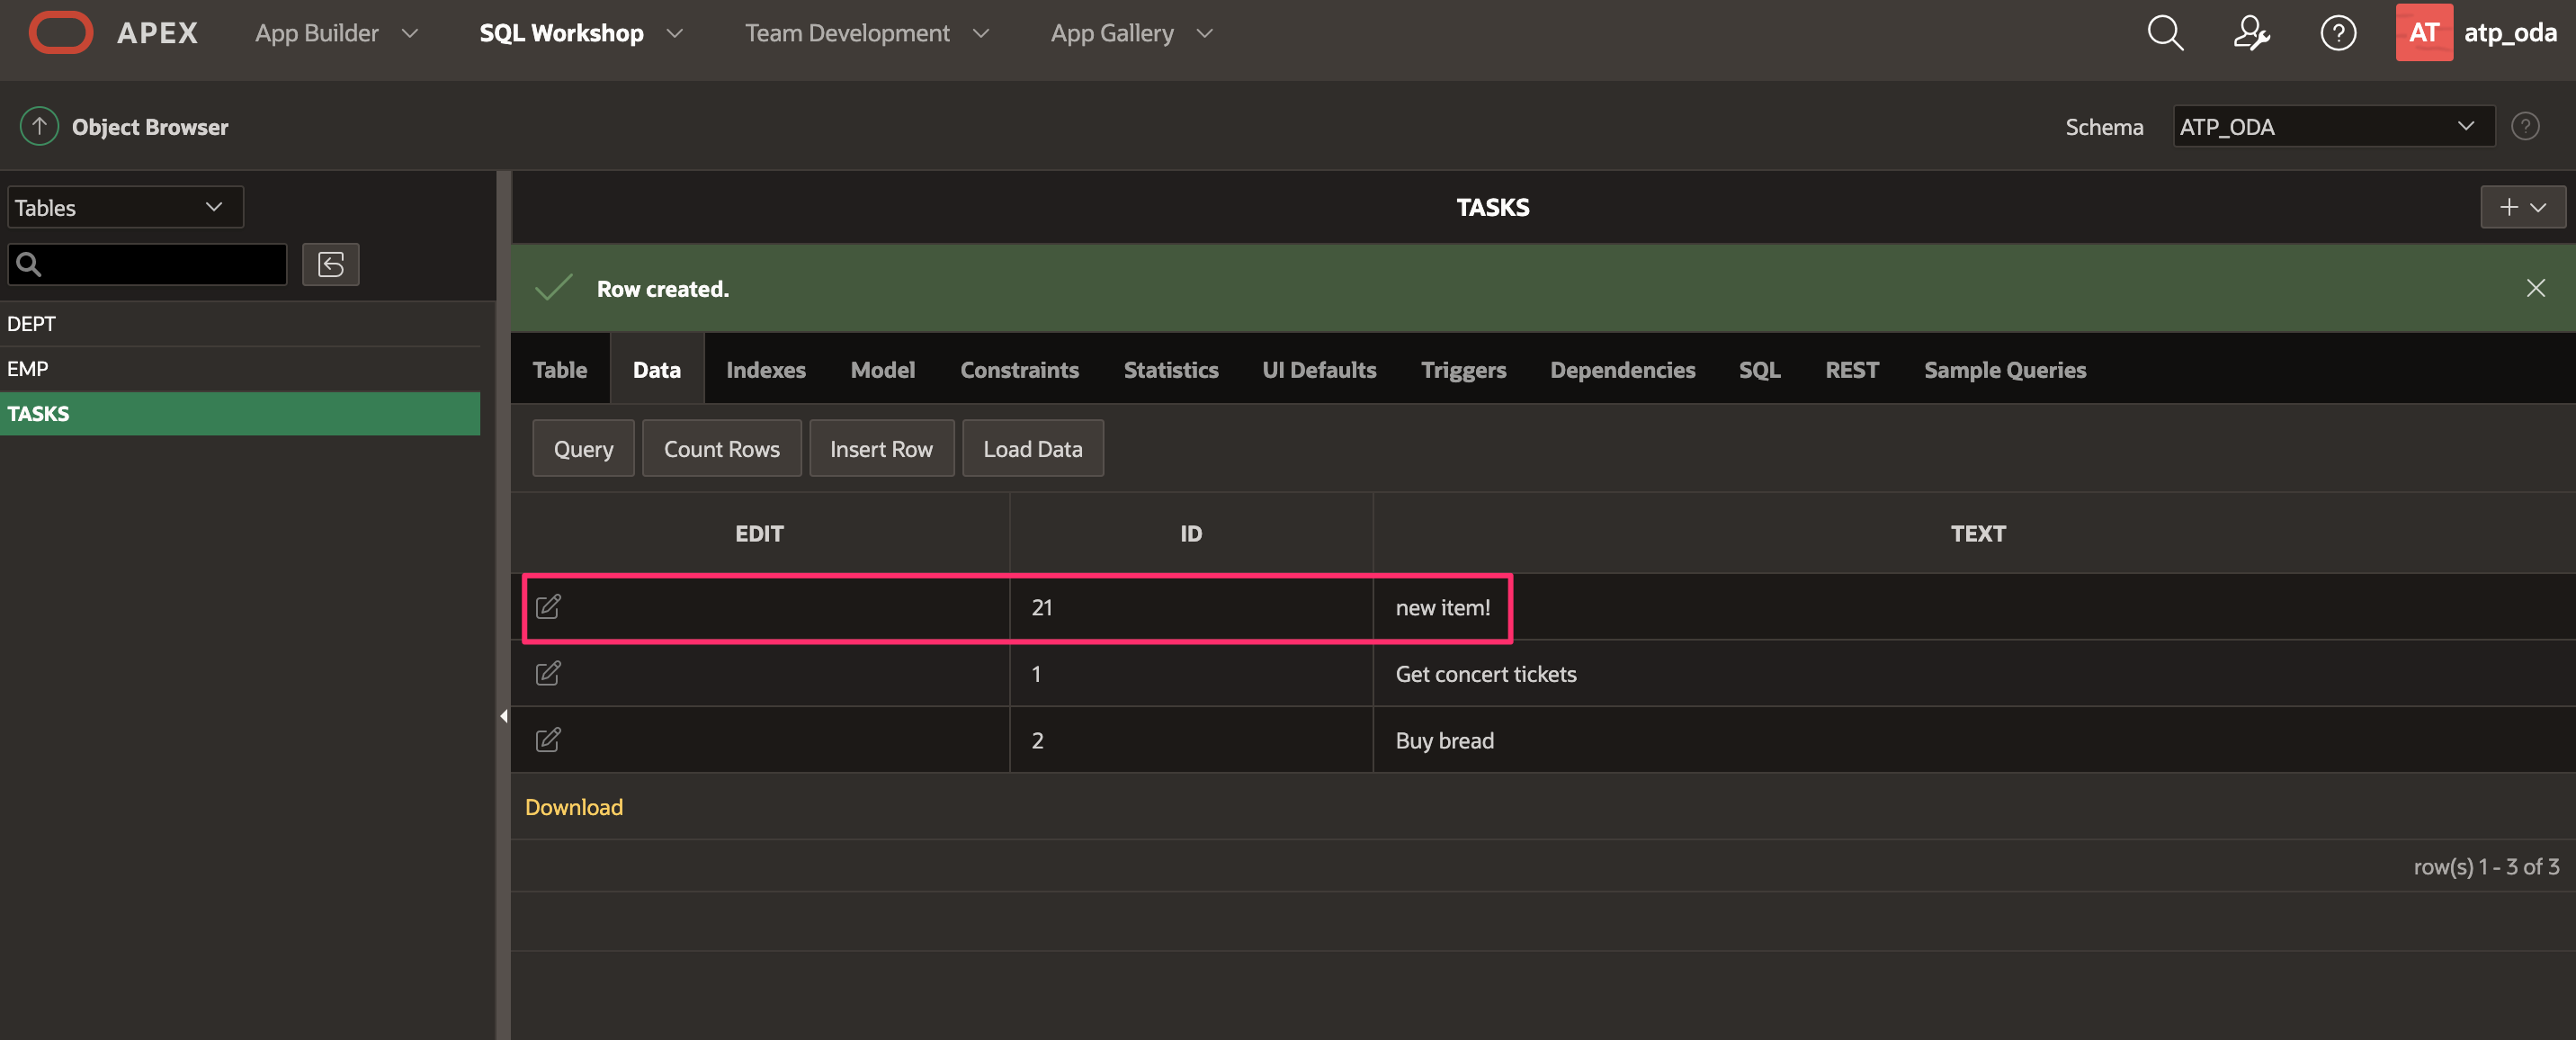 APEX App Builder SQL Workshop Team Development App Gallery ? AT atp_oda
Object Browser Schema ATP_ODA ?
Tables TASKS +
Row created.
DEPT
EMP
TASKS
Table Data Indexes Model Constraints Statistics UI Defaults Triggers Dependencies SQL REST Sample Queries
Query Count Rows Insert Row Load Data
EDIT ID TEXT
21 new item!
1 Get concert tickets
2 Buy bread
Download
row(s) 1 - 3 of 3